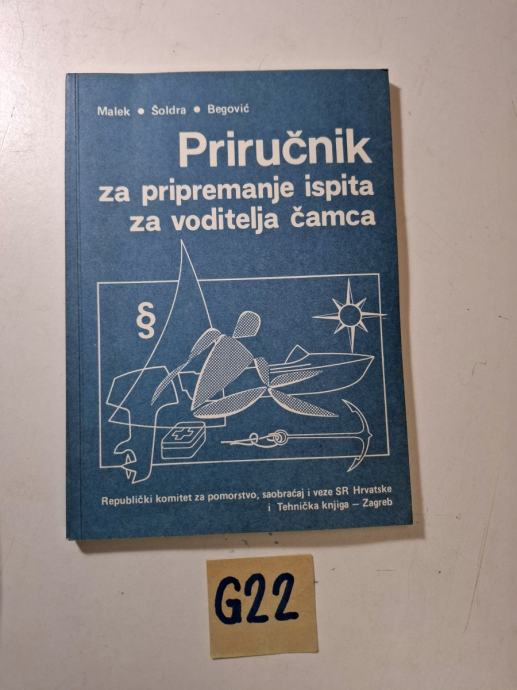 Malek • Šoldra • Begović
Priručnik
za pripremanje ispita
za voditelja čamca
§
Republički komitet za pomorstvo, saobraćaj i veze SR Hrvatske
i Tehnička knjiga – Zagreb
G22